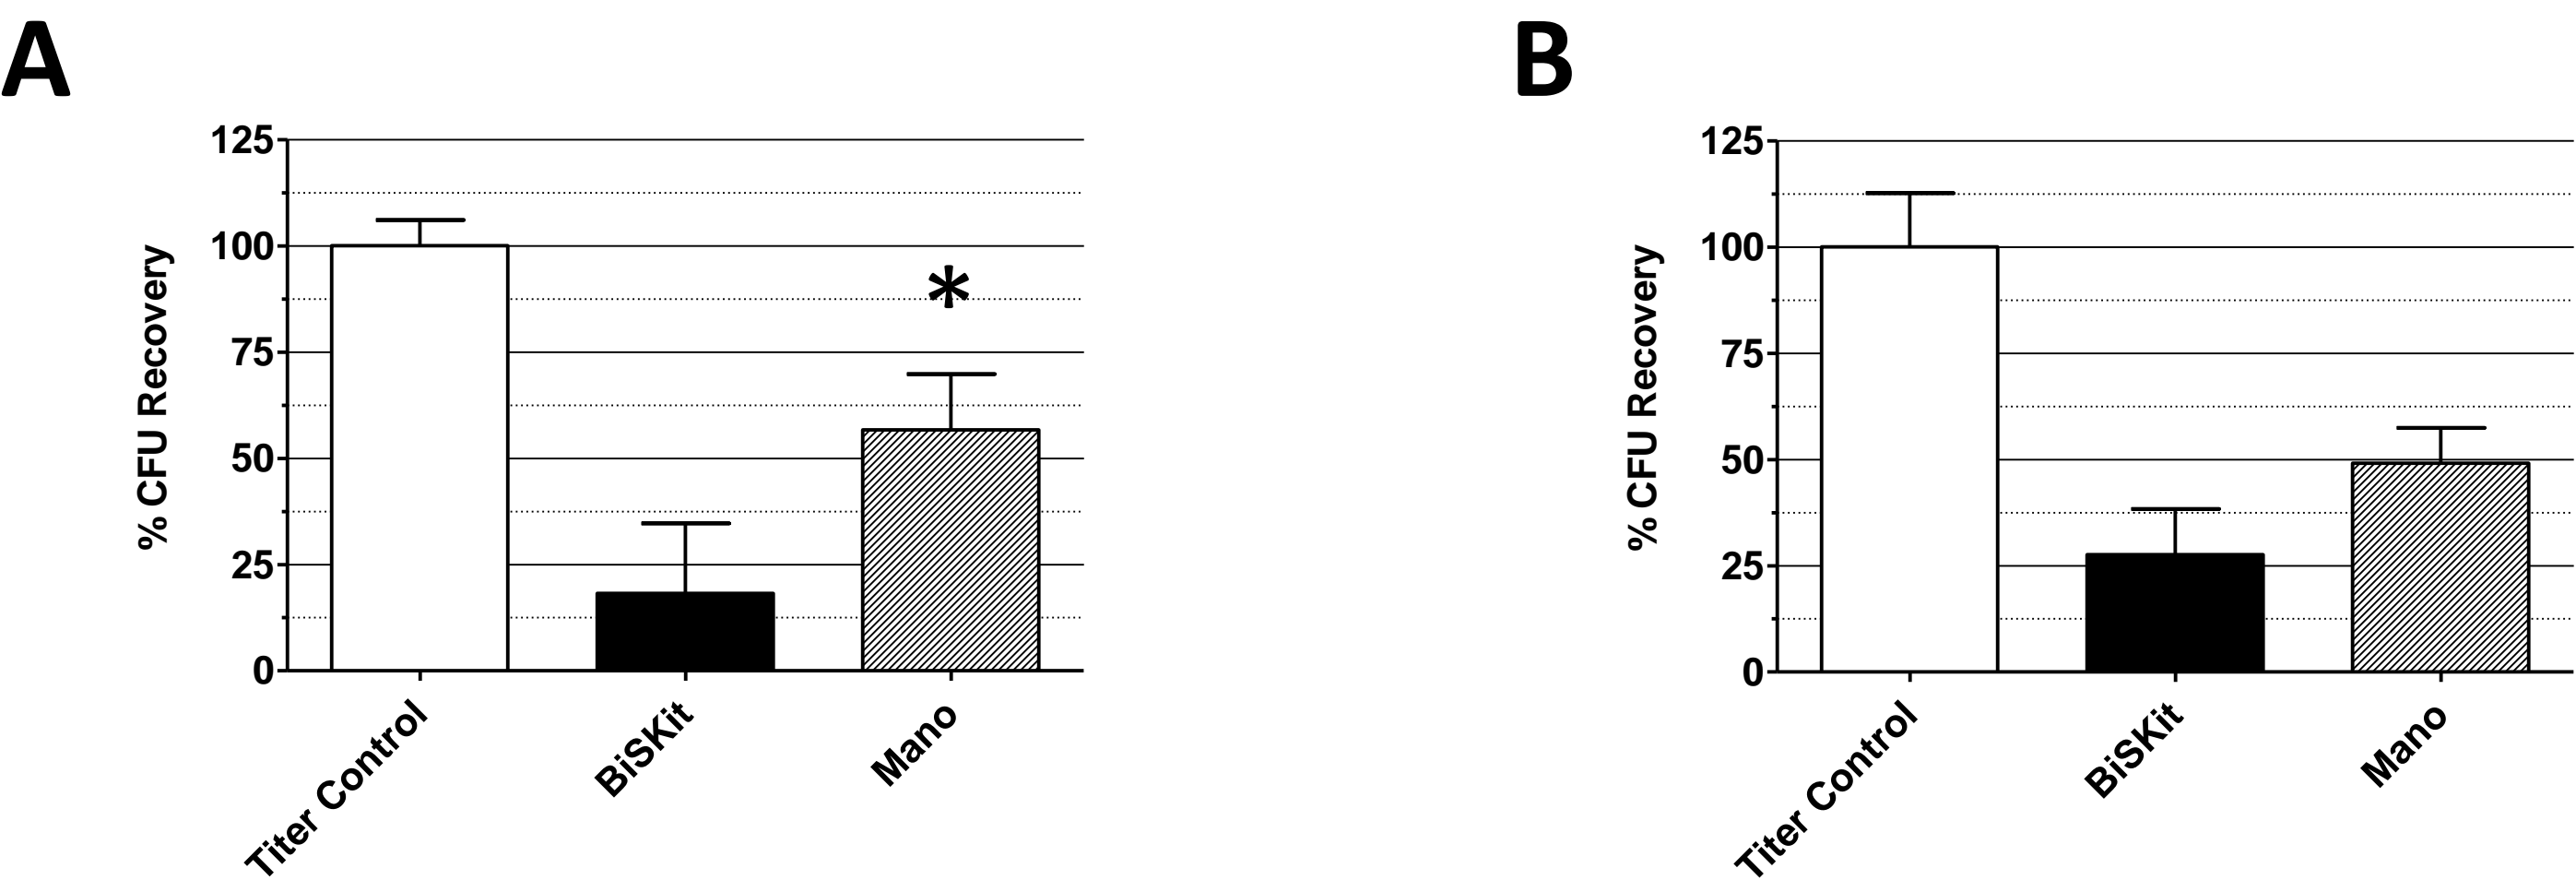 A
B
125
100
75
50
25
0
% CFU Recovery
*
Titer Control
BiSKit
Mano
125
100
75
50
25
0
% CFU Recovery
Titer Control
BiSKit
Mano